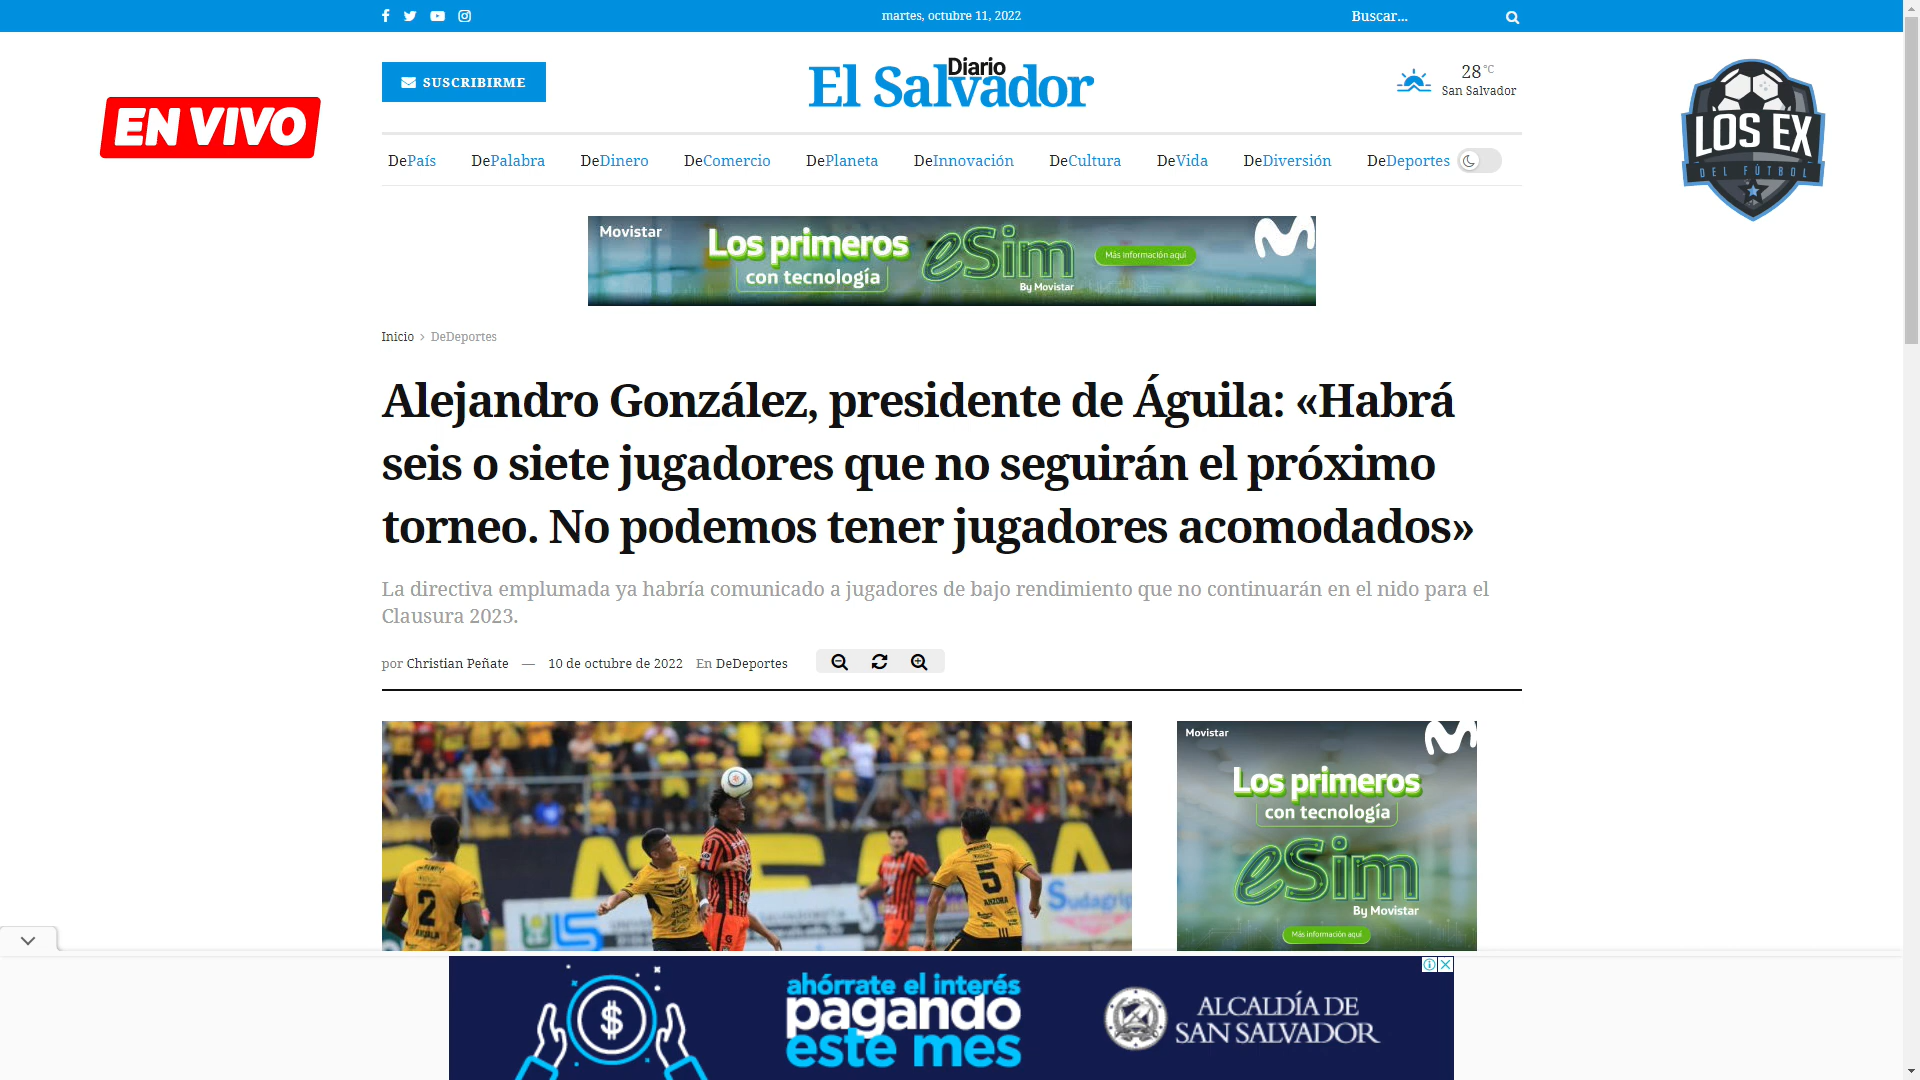 martes, octubre 11, 2022
Buscar...
SUSCRIBIRME
Diario
El Salvador
28 °C
San Salvador
EN VIVO
LOS EX
DEL FÚTBOL
DePaís DePalabra DeDinero DeComercio DePlaneta DeInnovación DeCultura DeVida DeDiversión DeDeportes
Movistar
Los primeros
con tecnología
eSim
By Movistar
Más información aquí
Inicio > DeDeportes
Alejandro González, presidente de Águila: «Habrá
seis o siete jugadores que no seguirán el próximo
torneo. No podemos tener jugadores acomodados»
La directiva emplumada ya habría comunicado a jugadores de bajo rendimiento que no continuarán en el nido para el
Clausura 2023.
por Christian Peñate — 10 de octubre de 2022 En DeDeportes
2
5
ANZORA
ULS
Sudagrip
Movistar
Los primeros
con tecnología
eSim
By Movistar
Más información aquí
ahórrate el interés
pagando
este mes
ALCALDÍA DE
SAN SALVADOR